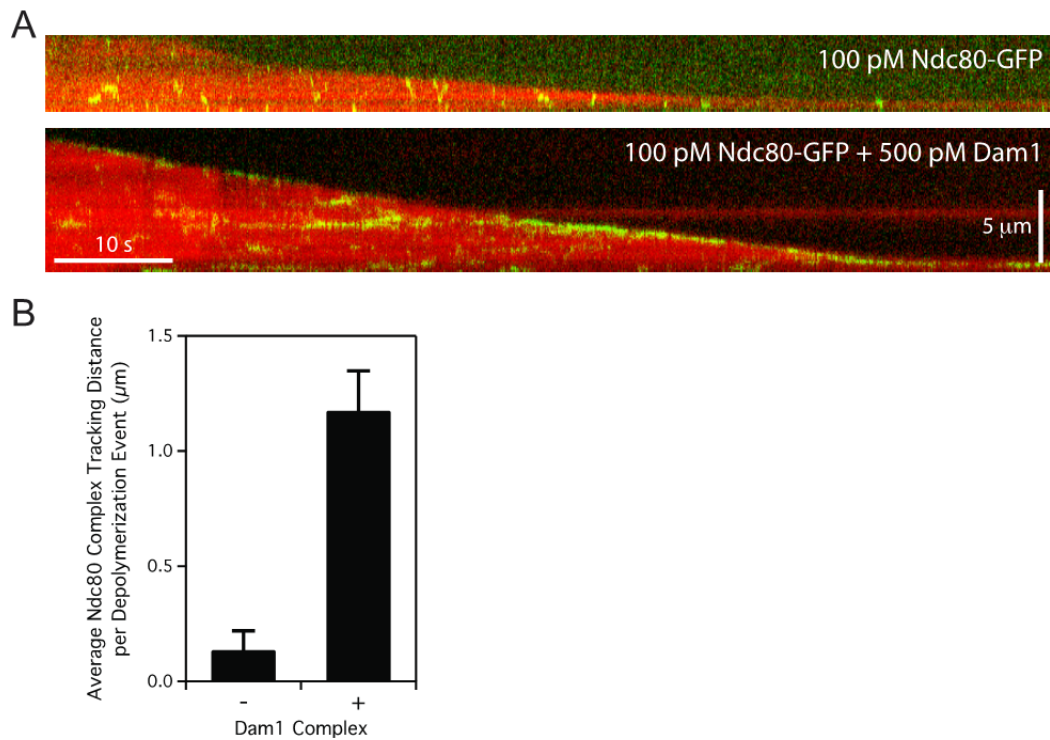 A
100 pM Ndc80-GFP
100 pM Ndc80-GFP + 500 pM Dam1
10 s
5 μm
B
Average Ndc80 Complex Tracking Distance
per Depolymerization Event (μm)
1.5
1.0
0.5
0.0
- +
Dam1 Complex